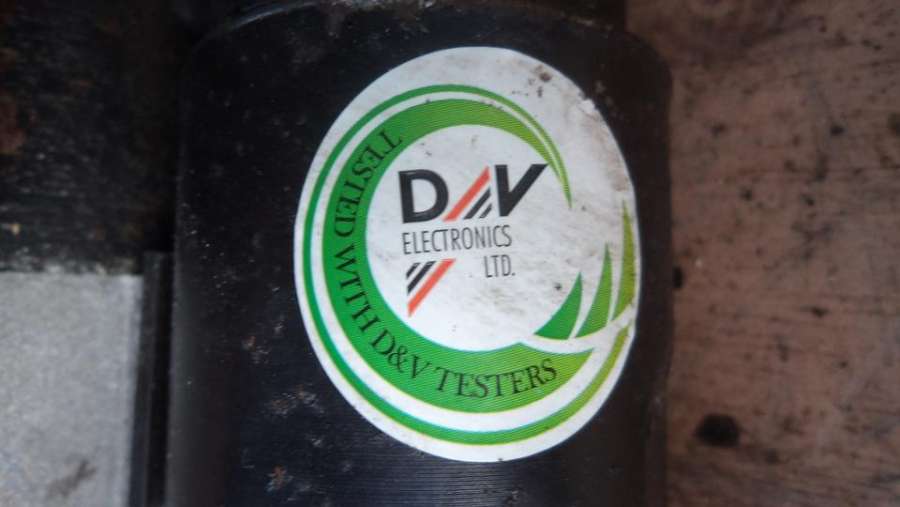 D//V
ELECTRONICS
LTD.
TESTED WITH D&V TESTERS